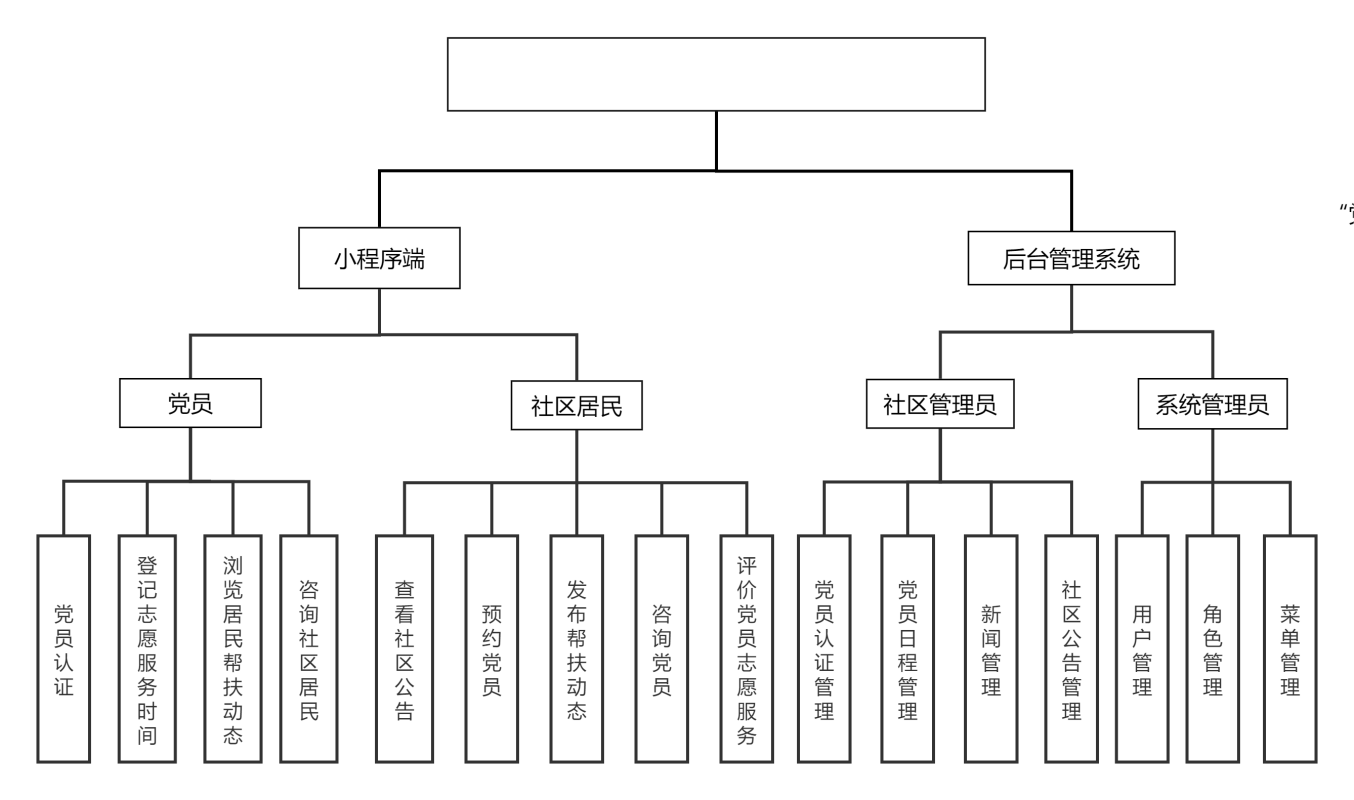 小程序端
后台管理系统
党员
社区居民
社区管理员
系统管理员
党员认证
登记志愿服务时间
浏览居民帮扶动态
咨询社区居民
查看社区公告
预约党员
发布帮扶动态
咨询党员
评价党员志愿服务
党员认证管理
党员日程管理
新闻管理
社区公告管理
用户管理
角色管理
菜单管理